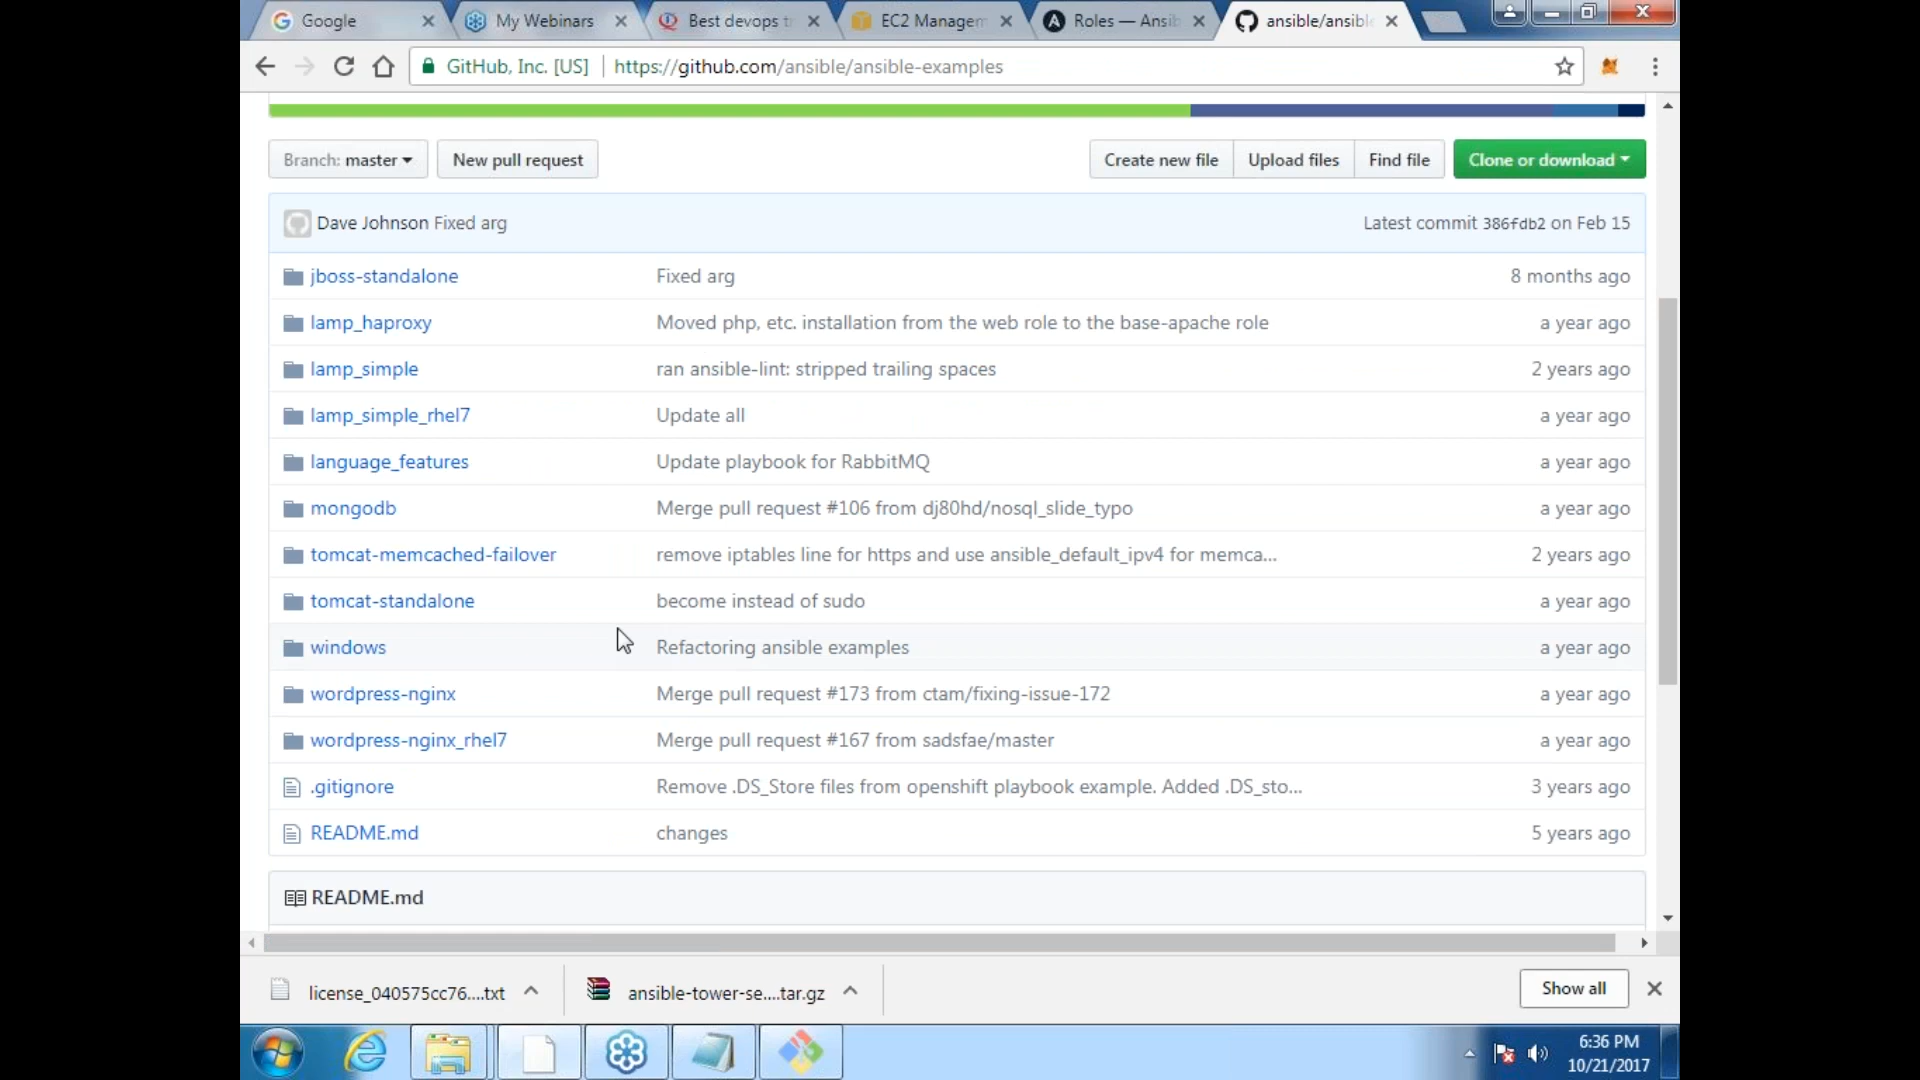 Google
My Webinars
Best devops t
EC2 Managem
Roles — Ansib
ansible/ansibl
GitHub, Inc. [US]
https://github.com/ansible/ansible-examples
Branch: master
New pull request
Create new file
Upload files
Find file
Clone or download
Dave Johnson Fixed arg
Latest commit 386fdb2 on Feb 15
jboss-standalone
Fixed arg
8 months ago
lamp_haproxy
Moved php, etc. installation from the web role to the base-apache role
a year ago
lamp_simple
ran ansible-lint: stripped trailing spaces
2 years ago
lamp_simple_rhel7
Update all
a year ago
language_features
Update playbook for RabbitMQ
a year ago
mongodb
Merge pull request #106 from dj80hd/nosql_slide_typo
a year ago
tomcat-memcached-failover
remove iptables line for https and use ansible_default_ipv4 for memca...
2 years ago
tomcat-standalone
become instead of sudo
a year ago
windows
Refactoring ansible examples
a year ago
wordpress-nginx
Merge pull request #173 from ctam/fixing-issue-172
a year ago
wordpress-nginx_rhel7
Merge pull request #167 from sadsfae/master
a year ago
.gitignore
Remove .DS_Store files from openshift playbook example. Added .DS_sto...
3 years ago
README.md
changes
5 years ago
README.md
license_040575cc76....txt
ansible-tower-se....tar.gz
Show all
6:36 PM
10/21/2017